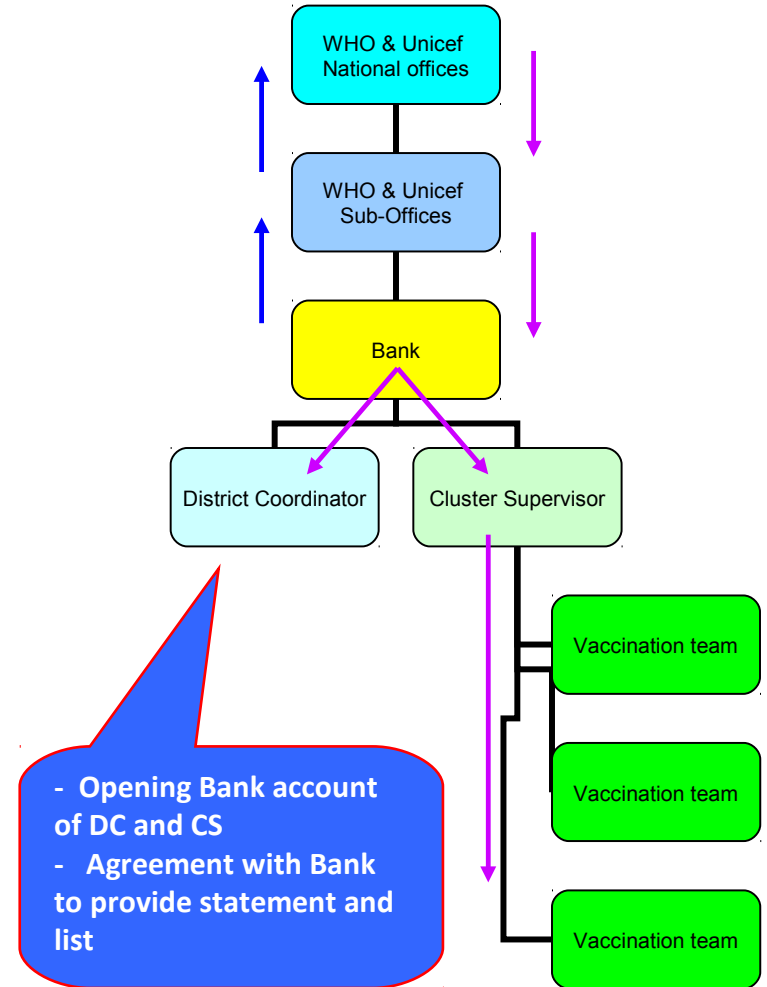 WHO & Unicef
National offices
WHO & Unicef
Sub-Offices
Bank
District Coordinator
Cluster Supervisor
Vaccination team
Vaccination team
Vaccination team
- Opening Bank account
of DC and CS
- Agreement with Bank
to provide statement and
list